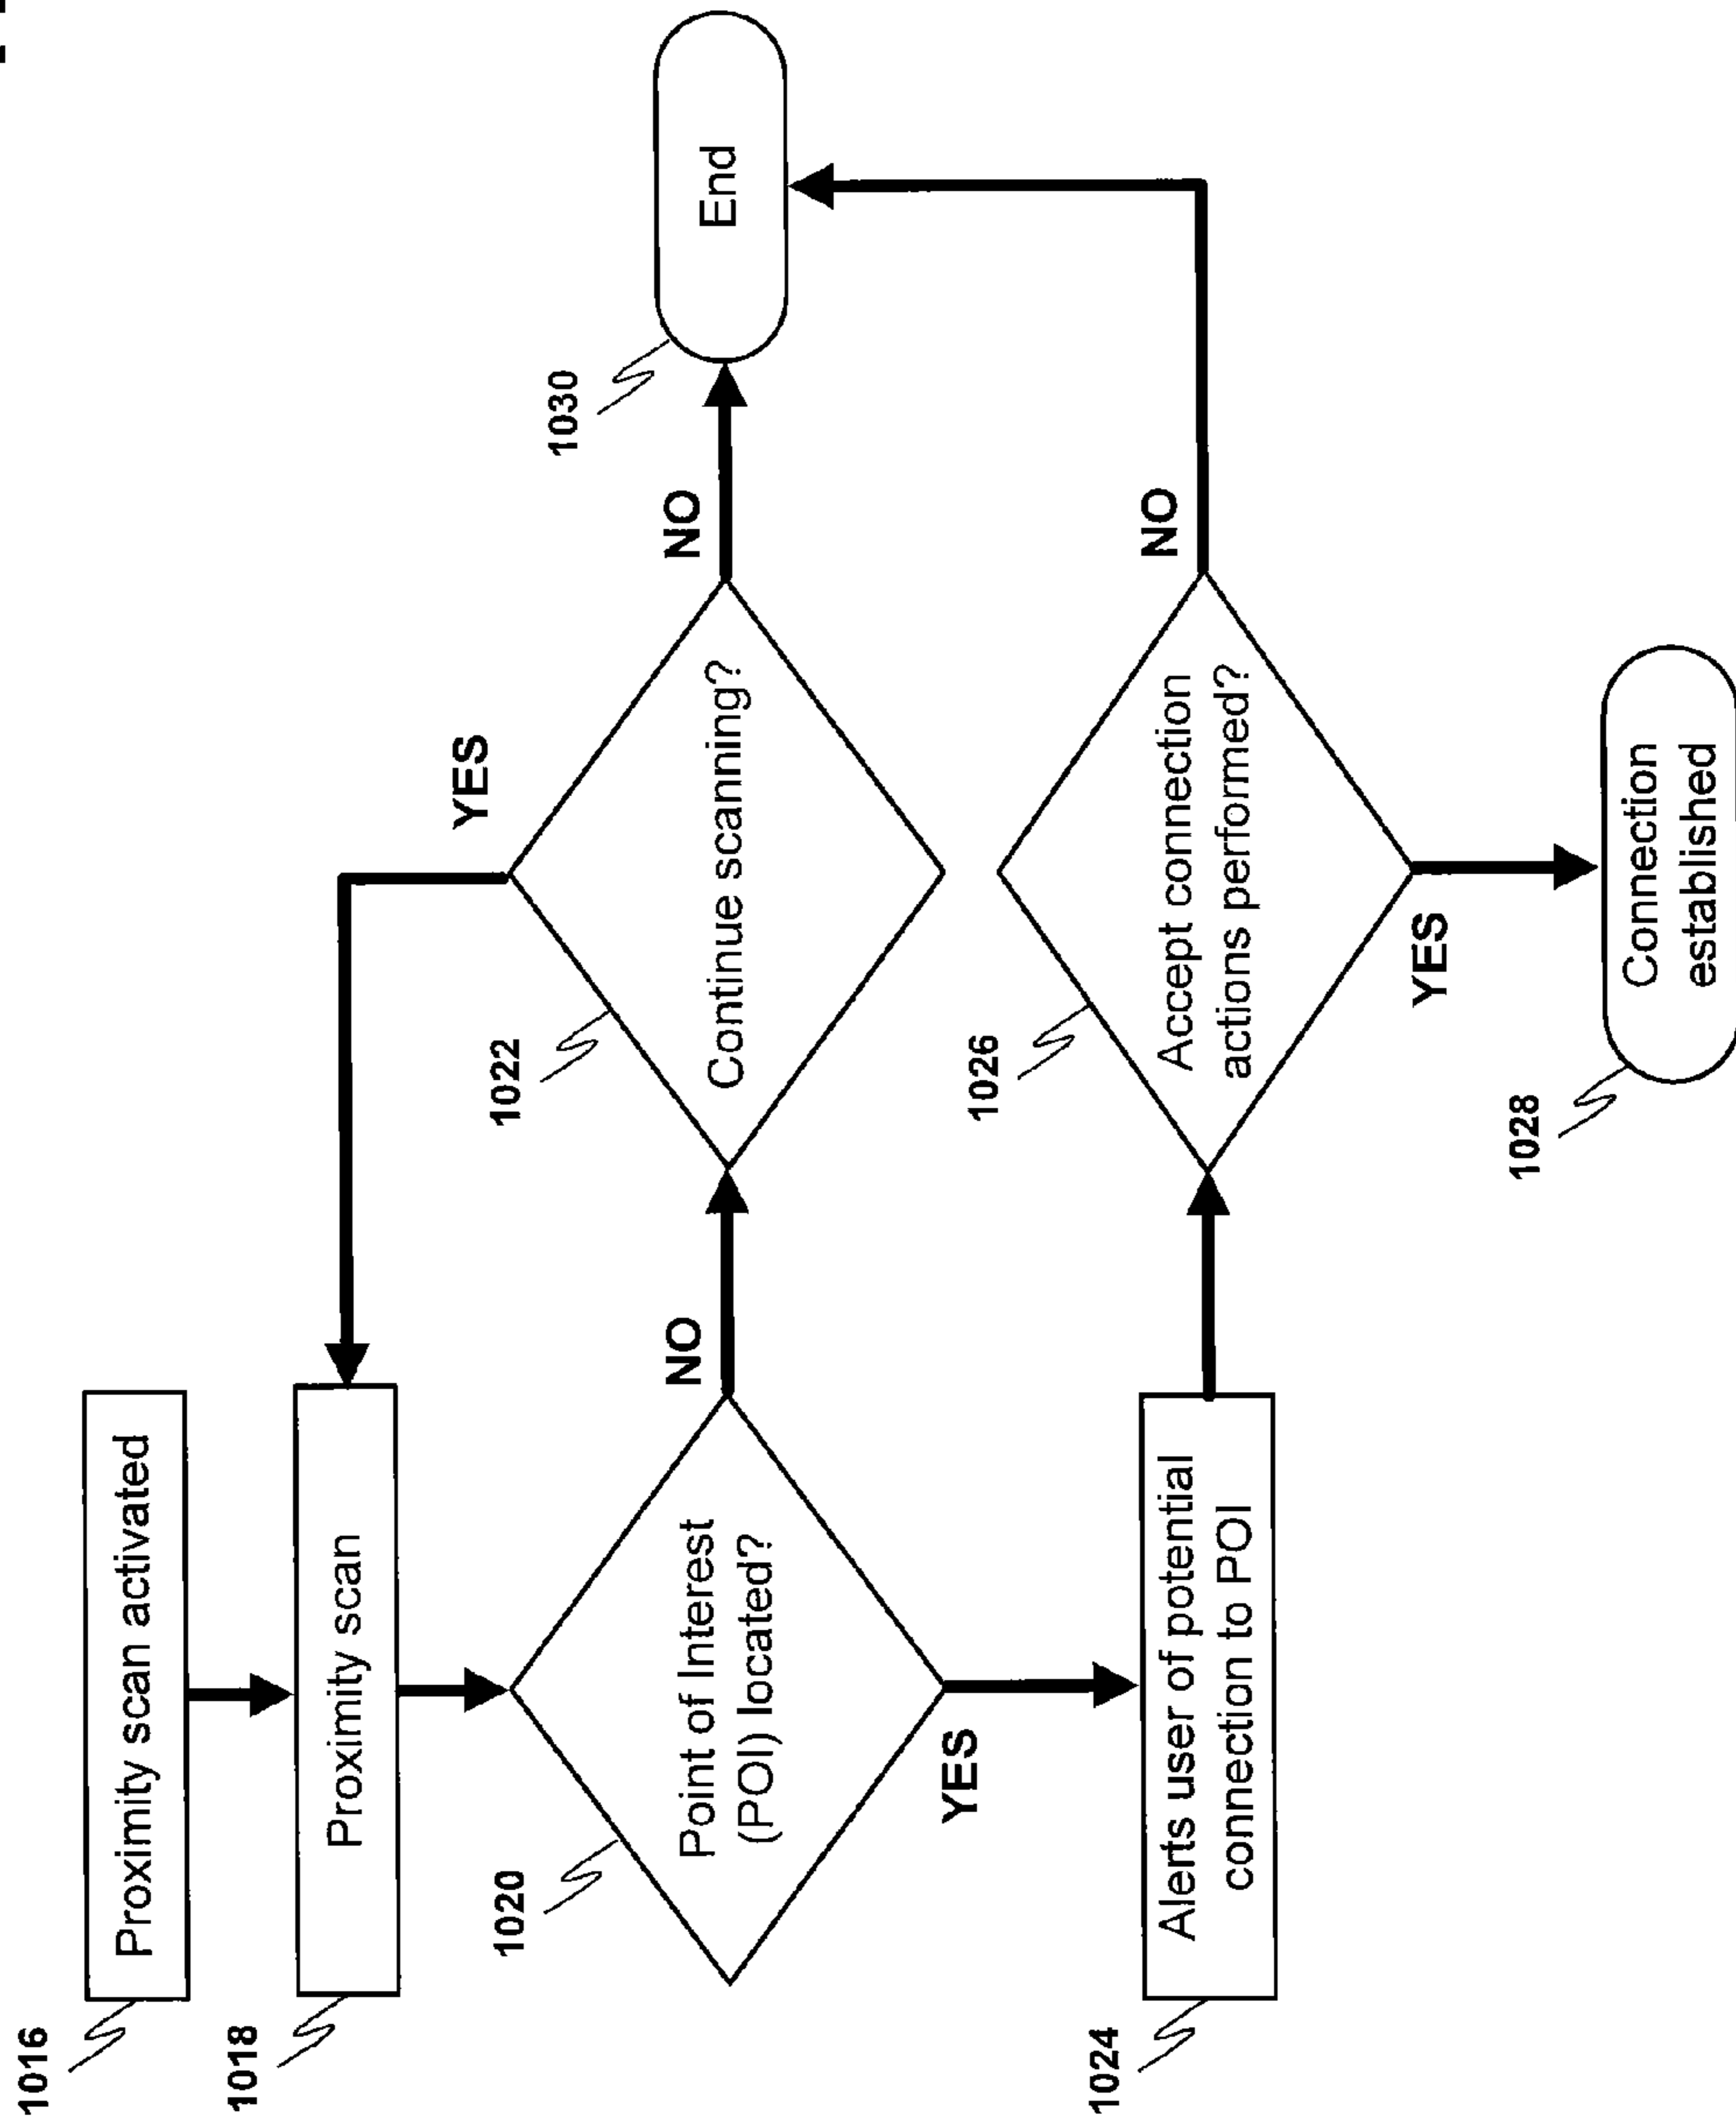 1016
Proximity scan activated
1018
Proximity scan
YES
1020
Point of Interest
(POI) located?
NO
1022
Continue scanning?
NO
1030
End
YES
1024
Alerts user of potential
connection to POI
1026
Accept connection
actions performed?
NO
YES
1028
Connection
established